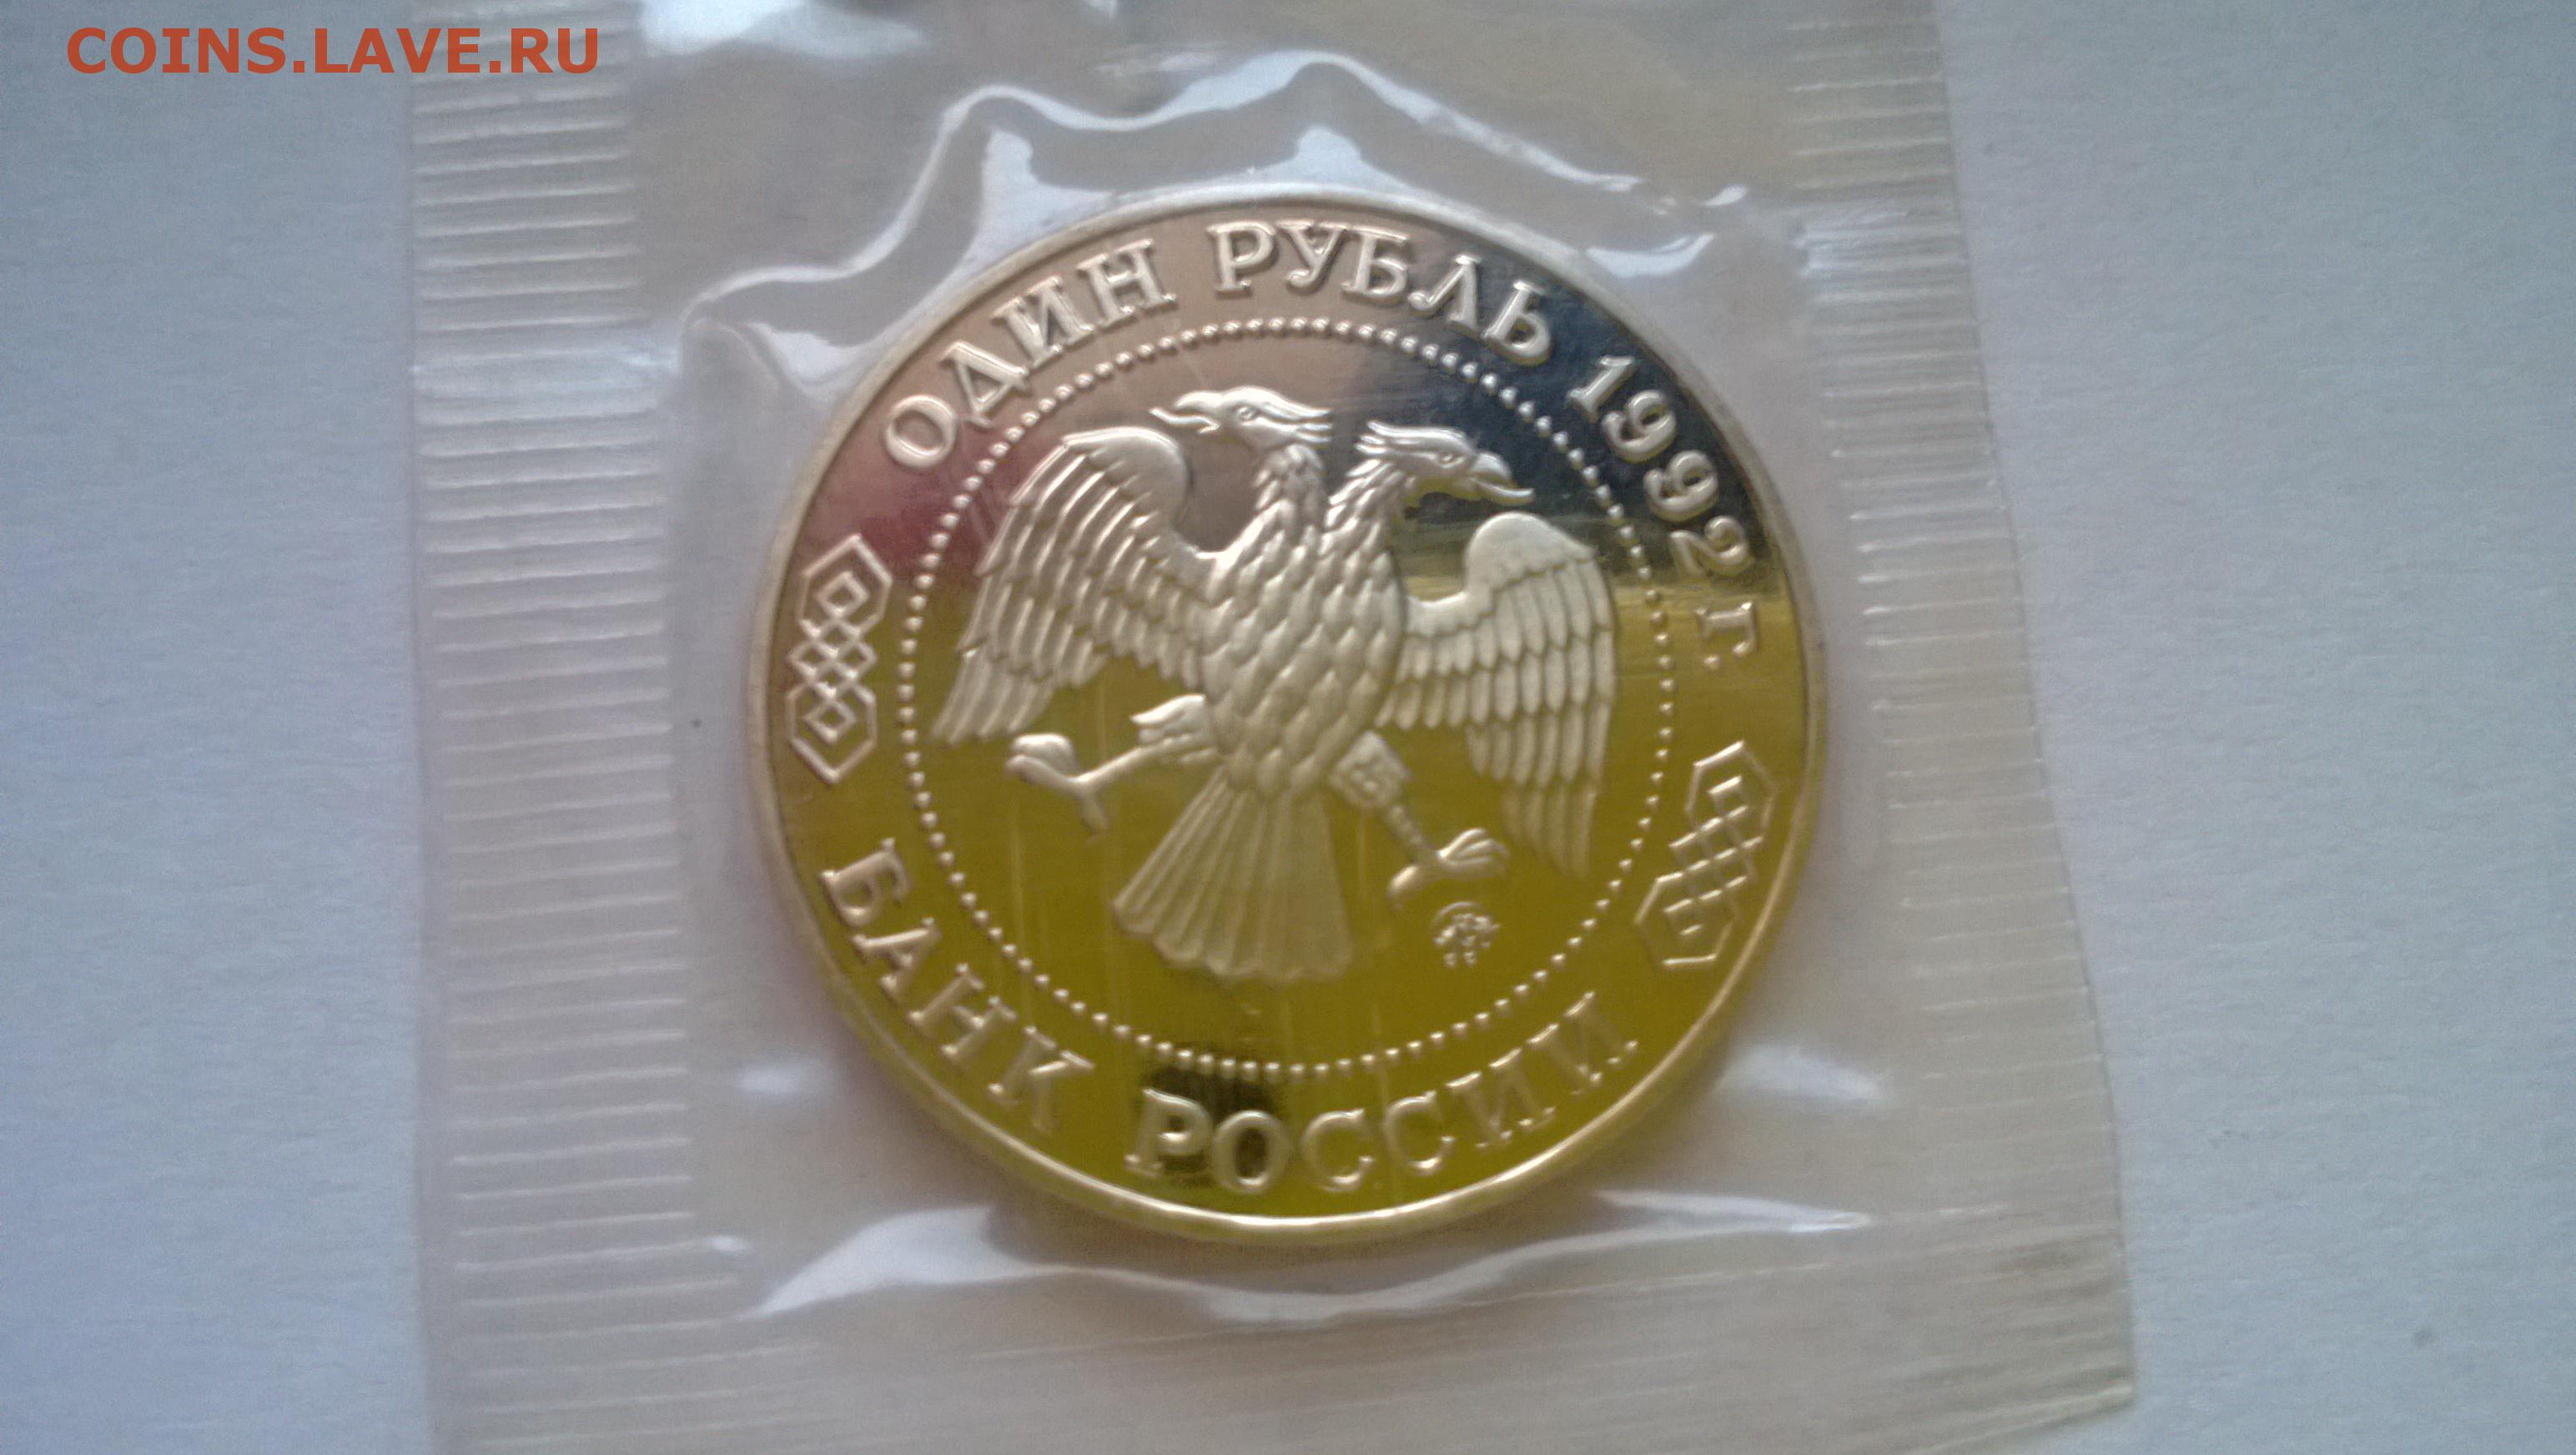 COINS.LAVE.RU
ОДИН РУБЛЬ 1992 Г.
БАНК РОССИИ